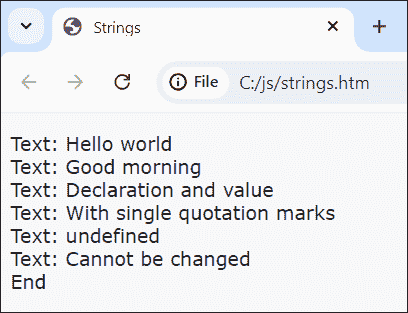 Strings
File C:/js/strings.htm
Text: Hello world
Text: Good morning
Text: Declaration and value
Text: With single quotation marks
Text: undefined
Text: Cannot be changed
End